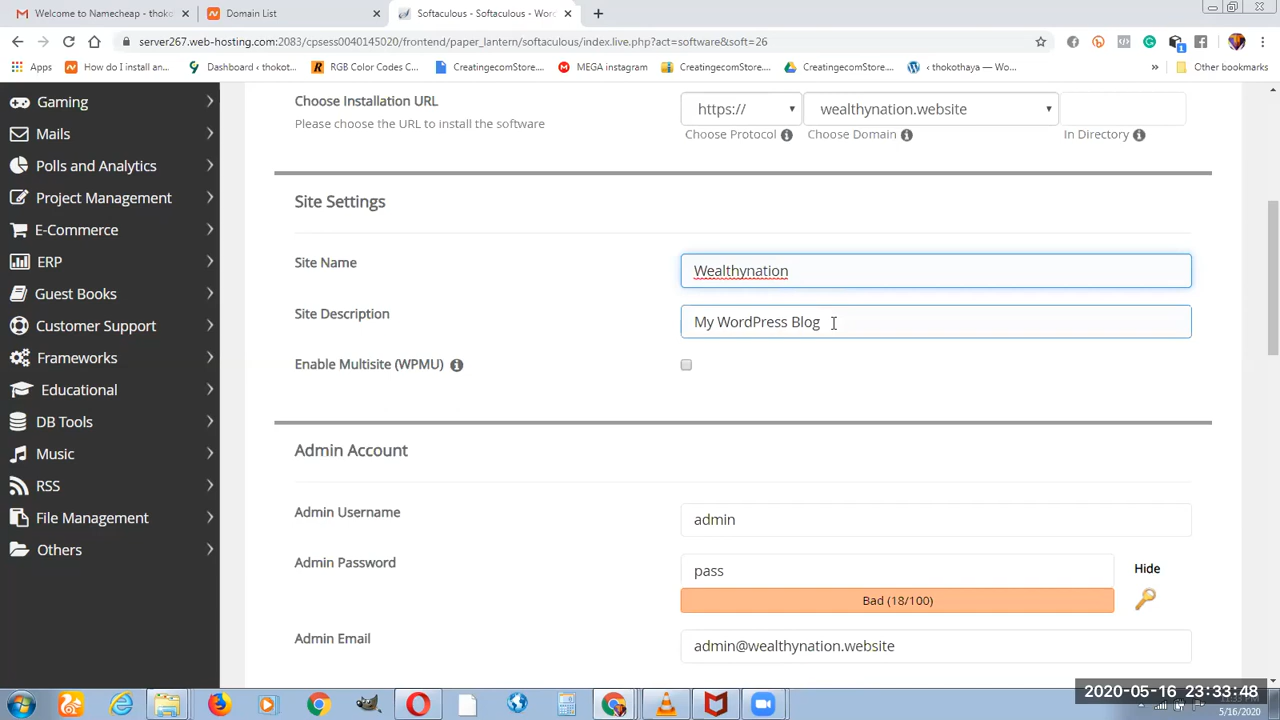 Welcome to Namecheap - thoko
Domain List
Softaculous - Softaculous - Wor
server267.web-hosting.com:2083/cpsess0040145020/frontend/paper_lantern/softaculous/index.live.php?act=software&soft=26
Apps
How do I install an...
Dashboard ‹ thokot...
RGB Color Codes C...
CreatingecomStore...
MEGA instagram
CreatingecomStore...
CreatingecomStore...
‹ thokothaya — Wo...
»
Other bookmarks
Gaming
Mails
Polls and Analytics
Project Management
E-Commerce
ERP
Guest Books
Customer Support
Frameworks
Educational
DB Tools
Music
RSS
File Management
Others
Choose Installation URL
Please choose the URL to install the software
https://
wealthynation.website
Choose Protocol
Choose Domain
In Directory
Site Settings
Site Name
Wealthynation
Site Description
My WordPress Blog
Enable Multisite (WPMU)
Admin Account
Admin Username
admin
Admin Password
pass
Hide
Bad (18/100)
Admin Email
admin@wealthynation.website
2020-05-16 23:33:48
5/16/2020